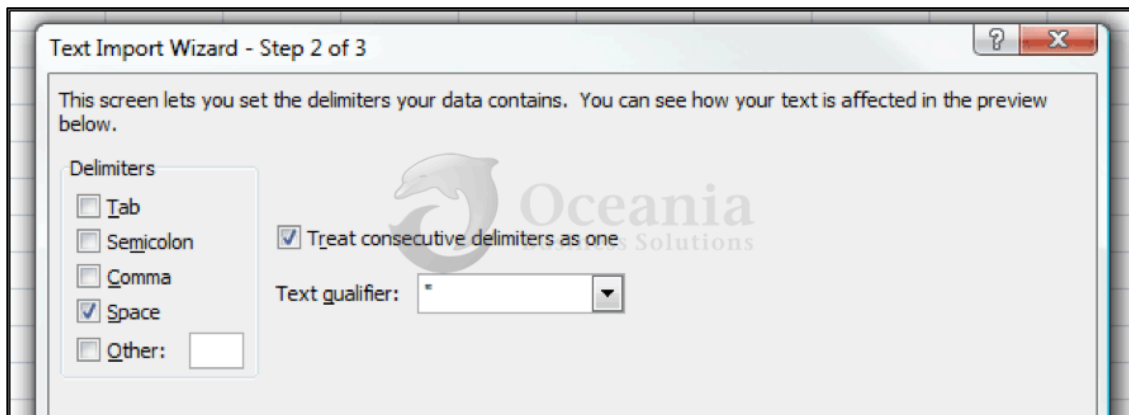 Text Import Wizard - Step 2 of 3
This screen lets you set the delimiters your data contains.  You can see how your text is affected in the preview
below.
Delimiters
Tab
Semicolon
Comma
Space
Other:
Treat consecutive delimiters as one
Text qualifier: "
Oceania
Business Solutions